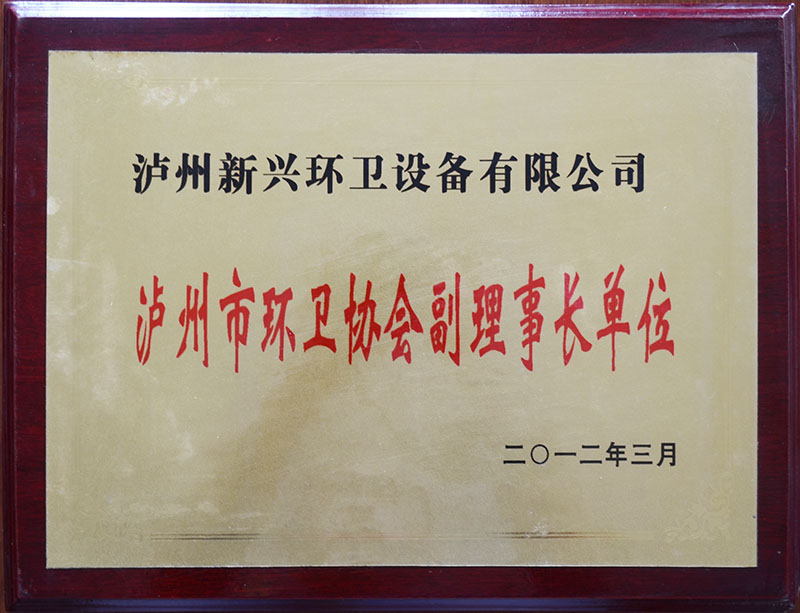 泸州新兴环卫设备有限公司
泸州市环卫协会副理事长单位
二〇一二年三月